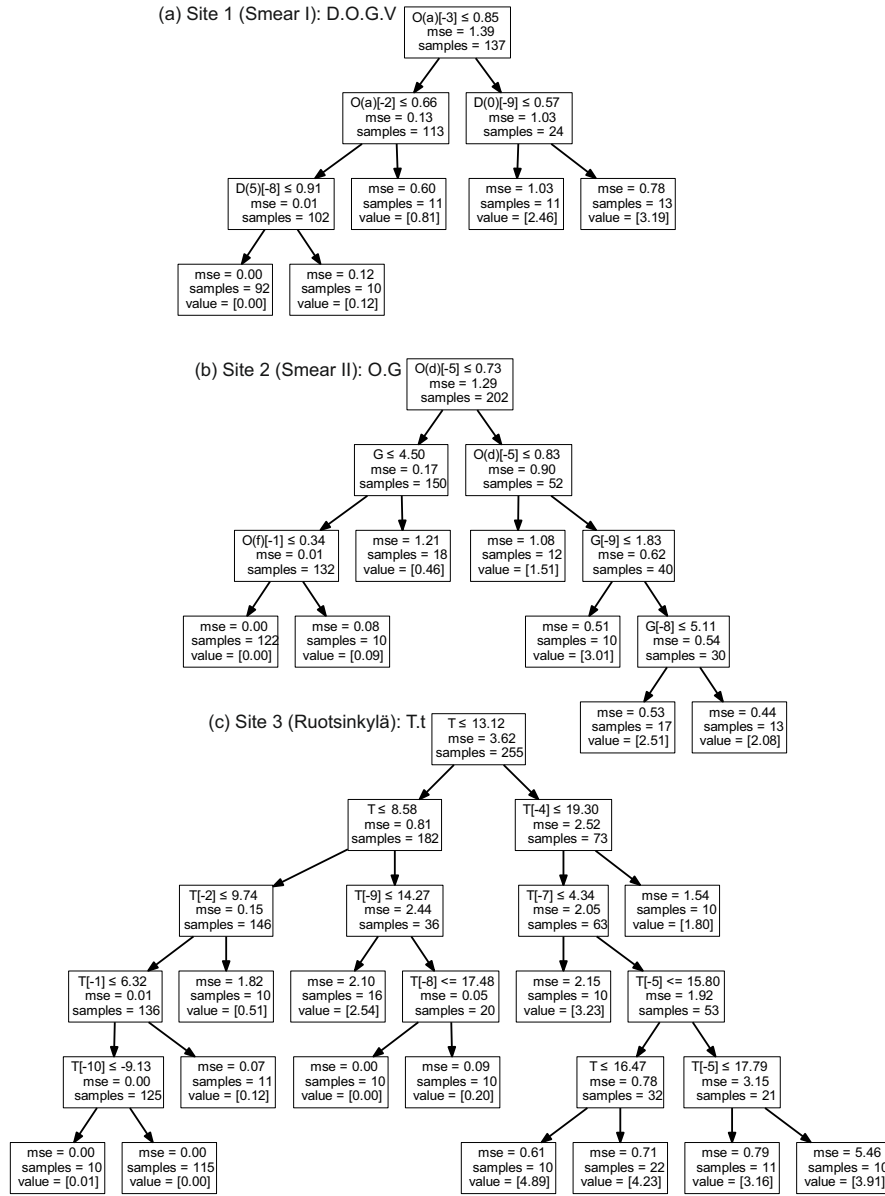 (a) Site 1 (Smear I): D.O.G.V
O(a)[-3] ≤ 0.85
mse = 1.39
samples = 137
O(a)[-2] ≤ 0.66
mse = 0.13
samples = 113
D(0)[-9] ≤ 0.57
mse = 1.03
samples = 24
D(5)[-8] ≤ 0.91
mse = 0.01
samples = 102
mse = 0.60
samples = 11
value = [0.81]
mse = 1.03
samples = 11
value = [2.46]
mse = 0.78
samples = 13
value = [3.19]
mse = 0.00
samples = 92
value = [0.00]
mse = 0.12
samples = 10
value = [0.12]
(b) Site 2 (Smear II): O.G
O(d)[-5] ≤ 0.73
mse = 1.29
samples = 202
G ≤ 4.50
mse = 0.17
samples = 150
O(d)[-5] ≤ 0.83
mse = 0.90
samples = 52
O(f)[-1] ≤ 0.34
mse = 0.01
samples = 132
mse = 1.21
samples = 18
value = [0.46]
mse = 1.08
samples = 12
value = [1.51]
G[-9] ≤ 1.83
mse = 0.62
samples = 40
mse = 0.00
samples = 122
value = [0.00]
mse = 0.08
samples = 10
value = [0.09]
mse = 0.51
samples = 10
value = [3.01]
G[-8] ≤ 5.11
mse = 0.54
samples = 30
mse = 0.53
samples = 17
value = [2.51]
mse = 0.44
samples = 13
value = [2.08]
(c) Site 3 (Ruotsinkylä): T.t
T ≤ 13.12
mse = 3.62
samples = 255
T ≤ 8.58
mse = 0.81
samples = 182
T[-4] ≤ 19.30
mse = 2.52
samples = 73
T[-2] ≤ 9.74
mse = 0.15
samples = 146
T[-9] ≤ 14.27
mse = 2.44
samples = 36
T[-7] ≤ 4.34
mse = 2.05
samples = 63
mse = 1.54
samples = 10
value = [1.80]
T[-1] ≤ 6.32
mse = 0.01
samples = 136
mse = 1.82
samples = 10
value = [0.51]
mse = 2.10
samples = 16
value = [2.54]
T[-8] <= 17.48
mse = 0.05
samples = 20
mse = 2.15
samples = 10
value = [3.23]
T[-5] <= 15.80
mse = 1.92
samples = 53
T[-10] ≤ -9.13
mse = 0.00
samples = 125
mse = 0.07
samples = 11
value = [0.12]
mse = 0.00
samples = 10
value = [0.00]
mse = 0.09
samples = 10
value = [0.20]
T ≤ 16.47
mse = 0.78
samples = 32
T[-5] ≤ 17.79
mse = 3.15
samples = 21
mse = 0.00
samples = 10
value = [0.01]
mse = 0.00
samples = 115
value = [0.00]
mse = 0.61
samples = 10
value = [4.89]
mse = 0.71
samples = 22
value = [4.23]
mse = 0.79
samples = 11
value = [3.16]
mse = 5.46
samples = 10
value = [3.91]